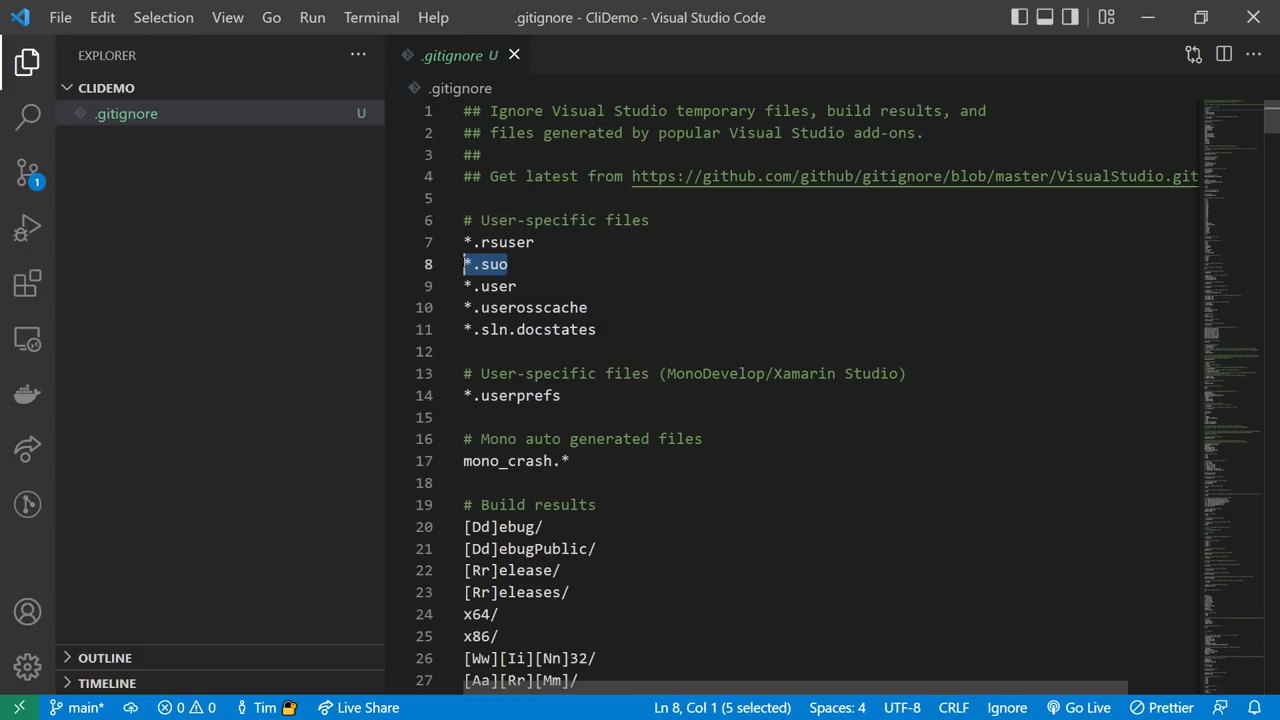 File Edit Selection View Go Run Terminal Help .gitignore - CliDemo - Visual Studio Code
EXPLORER
CLIDEMO
.gitignore U
.gitignore U
.gitignore
1 ## Ignore Visual Studio temporary files, build results, and
2 ## files generated by popular Visual Studio add-ons.
3 ##
4 ## Get latest from https://github.com/github/gitignore/blob/master/VisualStudio.git
5
6 # User-specific files
7 *.rsuser
8 *.suo
9 *.user
10 *.userosscache
11 *.sln.docstates
12
13 # User-specific files (MonoDevelop/Xamarin Studio)
14 *.userprefs
15
16 # Mono auto generated files
17 mono_crash.*
18
19 # Build results
20 [Dd]ebug/
21 [Dd]ebugPublic/
22 [Rr]elease/
23 [Rr]eleases/
24 x64/
25 x86/
26 [Ww][Ii][Nn]32/
27 [Aa][Rr][Mm]/
1
OUTLINE
TIMELINE
main* 0 0 Tim Live Share Ln 8, Col 1 (5 selected) Spaces: 4 UTF-8 CRLF Ignore Go Live Prettier